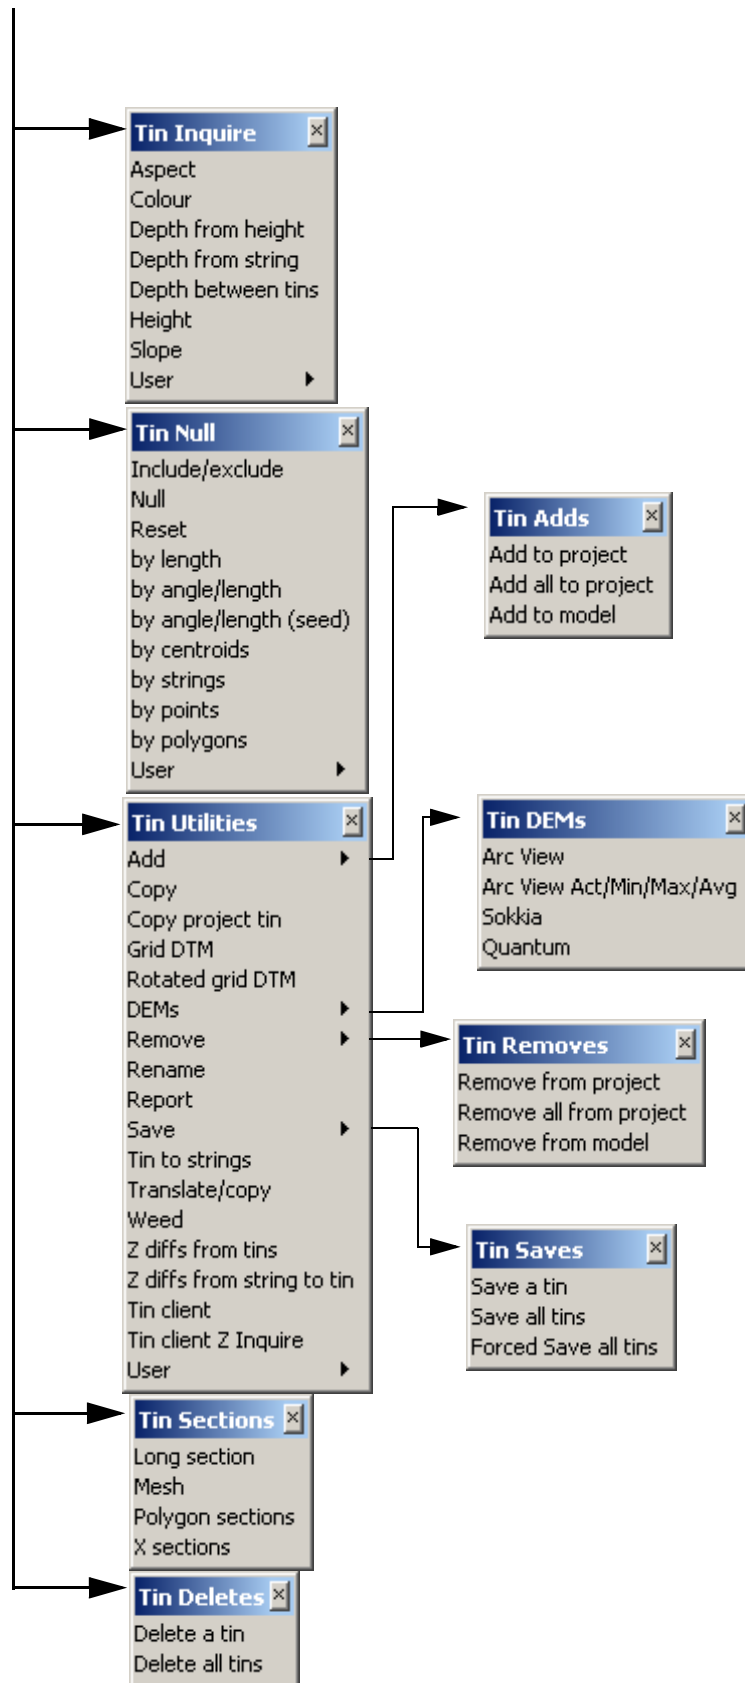 Tin Inquire
Aspect
Colour
Depth from height
Depth from string
Depth between tins
Height
Slope
User
Tin Null
Include/exclude
Null
Reset
by length
by angle/length
by angle/length (seed)
by centroids
by strings
by points
by polygons
User
Tin Adds
Add to project
Add all to project
Add to model
Tin Utilities
Add
Copy
Copy project tin
Grid DTM
Rotated grid DTM
DEMs
Remove
Rename
Report
Save
Tin to strings
Translate/copy
Weed
Z diffs from tins
Z diffs from string to tin
Tin client
Tin client Z Inquire
User
Tin DEMs
Arc View
Arc View Act/Min/Max/Avg
Sokkia
Quantum
Tin Removes
Remove from project
Remove all from project
Remove from model
Tin Saves
Save a tin
Save all tins
Forced Save all tins
Tin Sections
Long section
Mesh
Polygon sections
X sections
Tin Deletes
Delete a tin
Delete all tins